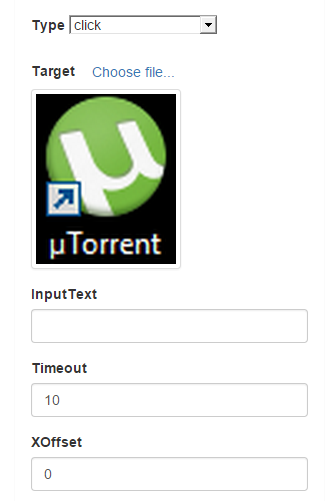 Type click
Target Choose file...
µTorrent
InputText
Timeout
10
XOffset
0